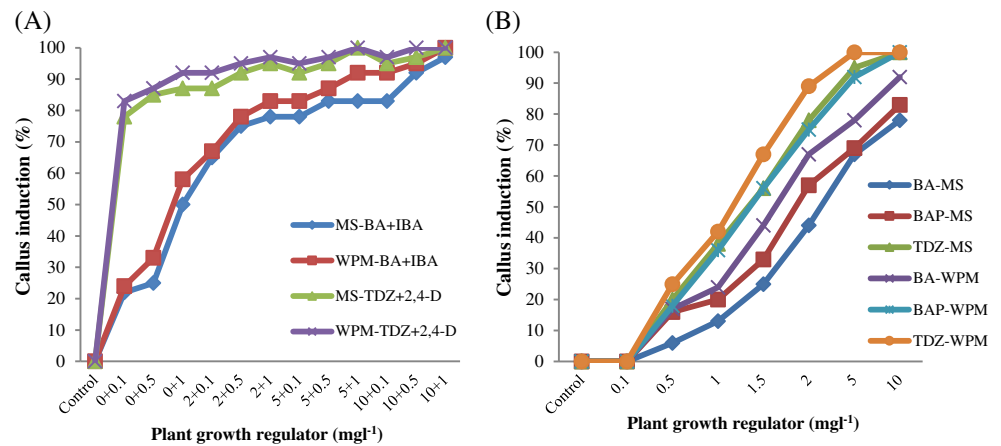 (A)
Callus induction (%)
100
90
80
70
60
50
40
30
20
10
0
MS-BA+IBA
WPM-BA+IBA
MS-TDZ+2,4-D
WPM-TDZ+2,4-D
Control
0+0.1
0+0.5
0+1
2+0.1
2+0.5
2+1
5+0.1
5+0.5
5+1
10+0.1
10+0.5
10+1
Plant growth regulator (mgl⁻¹)
(B)
Callus induction (%)
100
90
80
70
60
50
40
30
20
10
0
BA-MS
BAP-MS
TDZ-MS
BA-WPM
BAP-WPM
TDZ-WPM
Control
0.1
0.5
1
1.5
2
5
10
Plant growth regulator (mgl⁻¹)